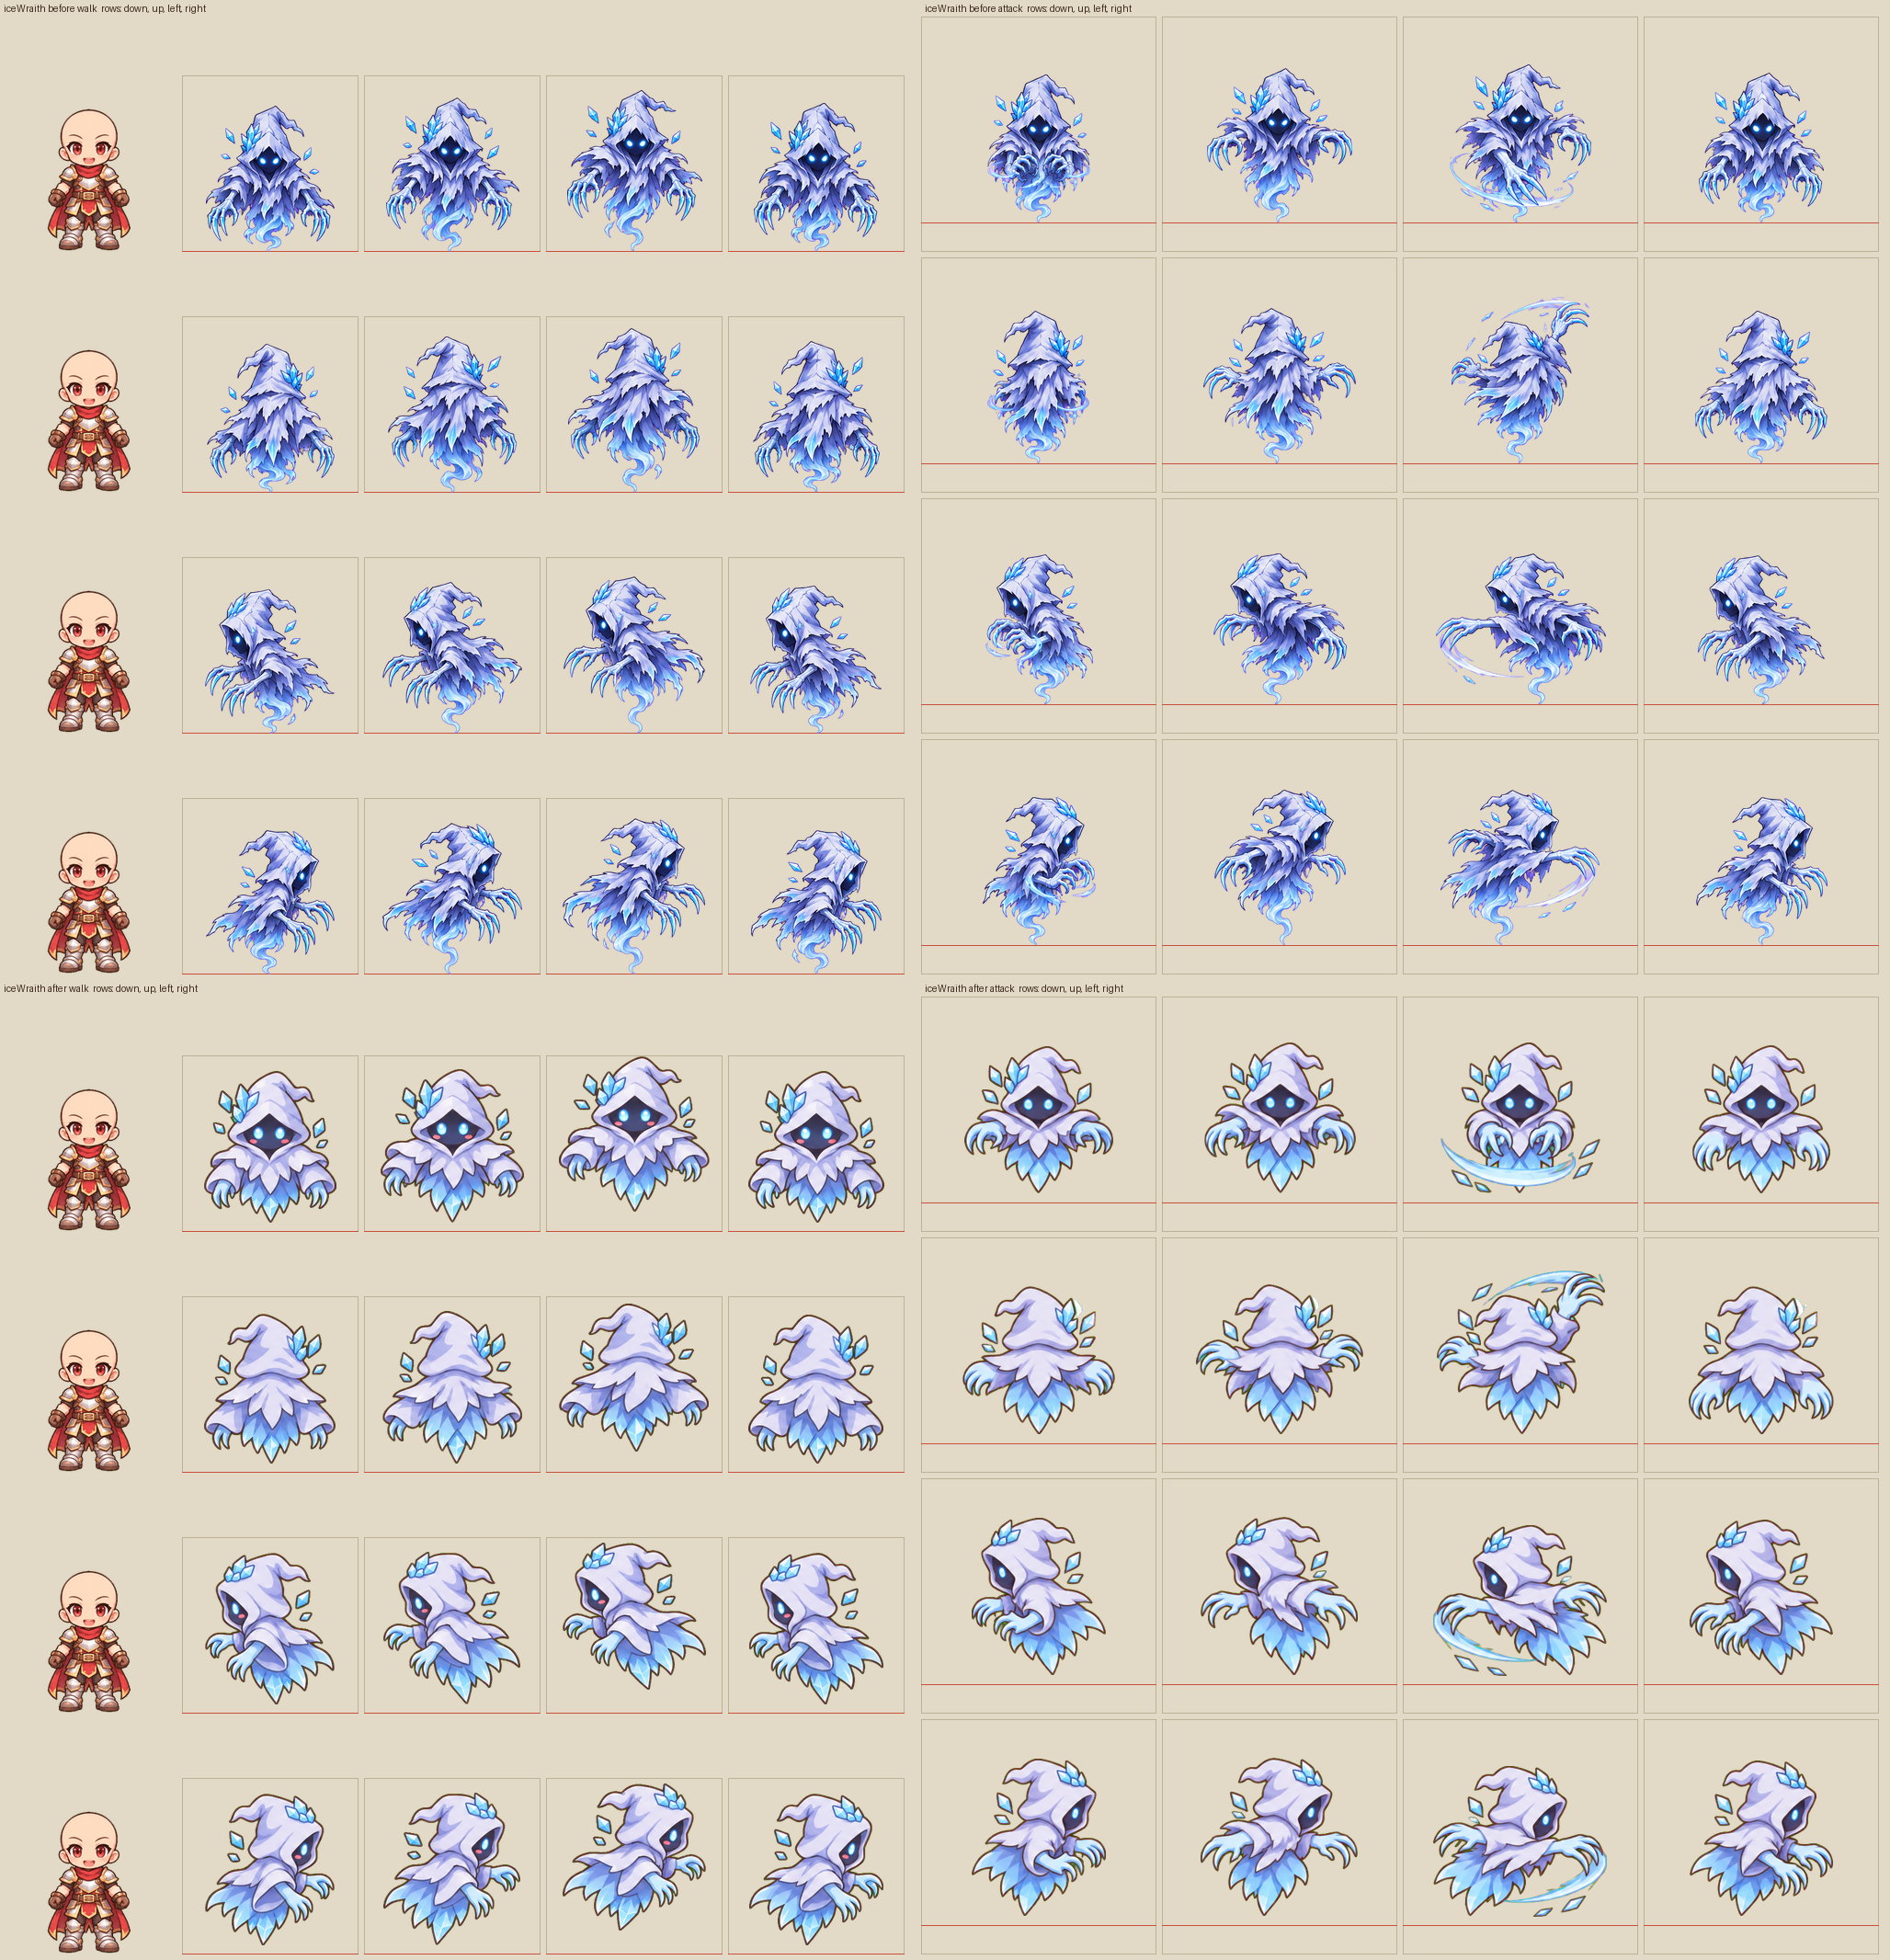 iceWraith before walk rows: down, up, left, right
iceWraith before attack rows: down, up, left, right
iceWraith after walk rows: down, up, left, right
iceWraith after attack rows: down, up, left, right